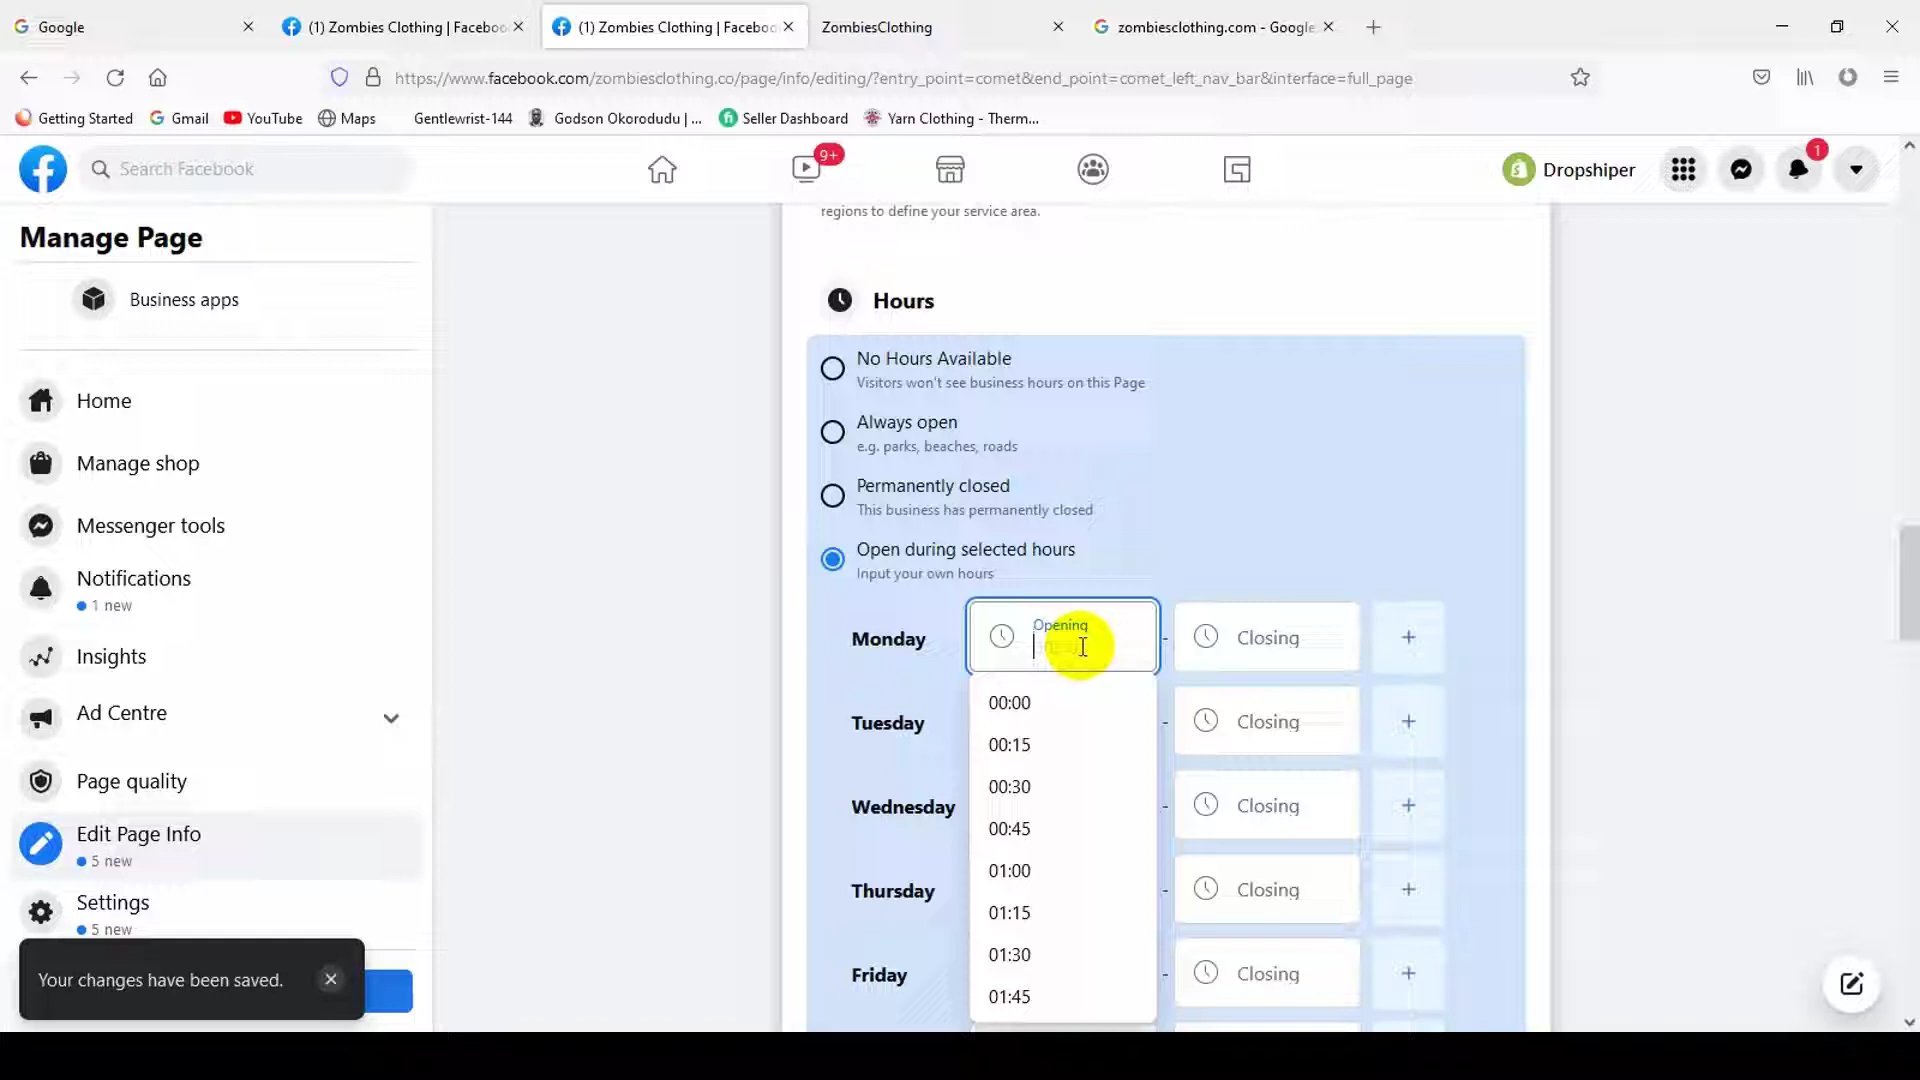 Google
(1) Zombies Clothing | Facebo
(1) Zombies Clothing | Faceboo
ZombiesClothing
zombiesclothing.com - Google
https://www.facebook.com/zombiesclothing.co/page/info/editing/?entry_point=comet&end_point=comet_left_nav_bar&interface=full_page
Getting Started
Gmail
YouTube
Maps
Gentlewrist-144
Godson Okorodudu | ...
Seller Dashboard
Yarn Clothing - Therm...
Search Facebook
9+
Dropshiper
1
Manage Page
Business apps
Home
Manage shop
Messenger tools
Notifications
1 new
Insights
Ad Centre
Page quality
Edit Page Info
5 new
Settings
5 new
Your changes have been saved.
regions to define your service area.
Hours
No Hours Available
Visitors won't see business hours on this Page
Always open
e.g. parks, beaches, roads
Permanently closed
This business has permanently closed
Open during selected hours
Input your own hours
Monday
Opening
-
Closing
+
00:00
00:15
00:30
00:45
01:00
01:15
01:30
01:45
Tuesday
-
Closing
+
Wednesday
-
Closing
+
Thursday
-
Closing
+
Friday
-
Closing
+